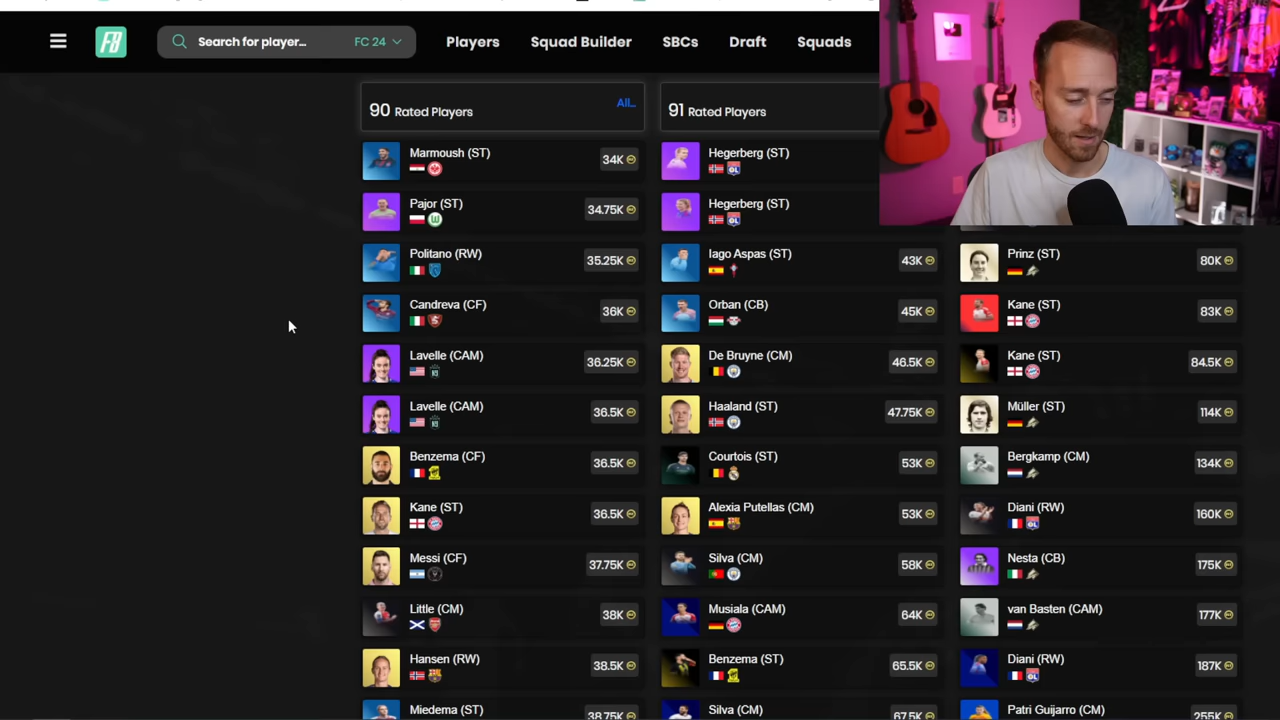 FB
Search for player...
FC 24
Players
Squad Builder
SBCs
Draft
Squads
90 Rated Players
All...
Marmoush (ST)
34K
Pajor (ST)
34.75K
Politano (RW)
35.25K
Candreva (CF)
36K
Lavelle (CAM)
36.25K
Lavelle (CAM)
36.5K
Benzema (CF)
36.5K
Kane (ST)
36.5K
Messi (CF)
37.75K
Little (CM)
38K
Hansen (RW)
38.5K
Miedema (ST)
38.75K
91 Rated Players
Hegerberg (ST)
Hegerberg (ST)
Iago Aspas (ST)
43K
Orban (CB)
45K
De Bruyne (CM)
46.5K
Haaland (ST)
47.75K
Courtois (ST)
53K
Alexia Putellas (CM)
53K
Silva (CM)
58K
Musiala (CAM)
64K
Benzema (ST)
65.5K
Silva (CM)
67.5K
Prinz (ST)
80K
Kane (ST)
83K
Kane (ST)
84.5K
Müller (ST)
114K
Bergkamp (CM)
134K
Diani (RW)
160K
Nesta (CB)
175K
van Basten (CAM)
177K
Diani (RW)
187K
Patri Guijarro (CM)
255K